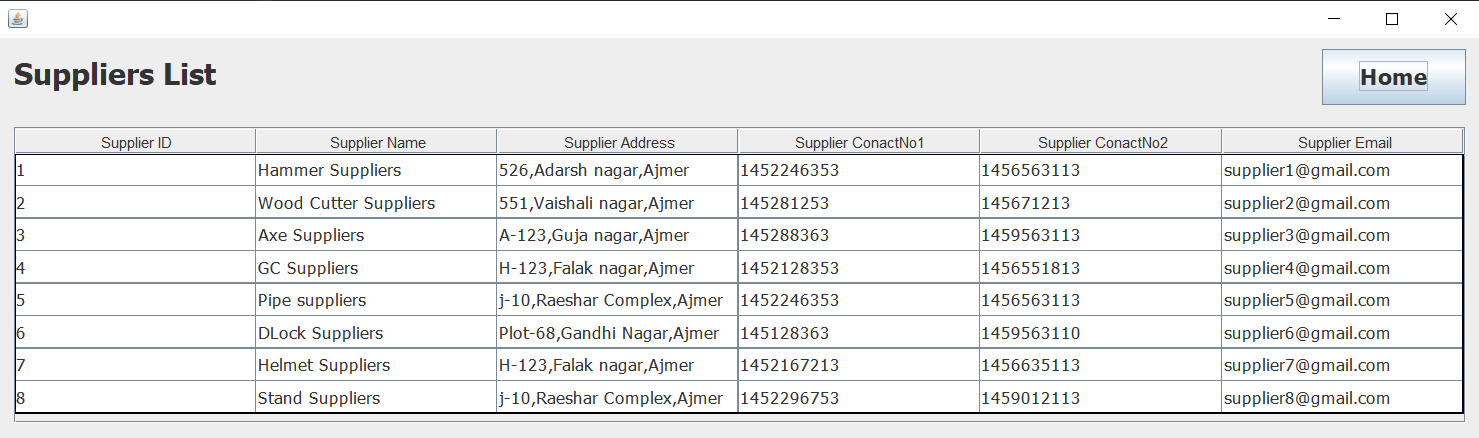 Suppliers List
Home
Supplier ID Supplier Name Supplier Address Supplier ConactNo1 Supplier ConactNo2 Supplier Email
1 Hammer Suppliers 526,Adarsh nagar,Ajmer 1452246353 1456563113 supplier1@gmail.com
2 Wood Cutter Suppliers 551,Vaishali nagar,Ajmer 145281253 145671213 supplier2@gmail.com
3 Axe Suppliers A-123,Guja nagar,Ajmer 145288363 1459563113 supplier3@gmail.com
4 GC Suppliers H-123,Falak nagar,Ajmer 1452128353 1456551813 supplier4@gmail.com
5 Pipe suppliers j-10,Raeshar Complex,Ajmer 1452246353 1456563113 supplier5@gmail.com
6 DLock Suppliers Plot-68,Gandhi Nagar,Ajmer 145128363 1459563110 supplier6@gmail.com
7 Helmet Suppliers H-123,Falak nagar,Ajmer 1452167213 1456635113 supplier7@gmail.com
8 Stand Suppliers j-10,Raeshar Complex,Ajmer 1452296753 1459012113 supplier8@gmail.com